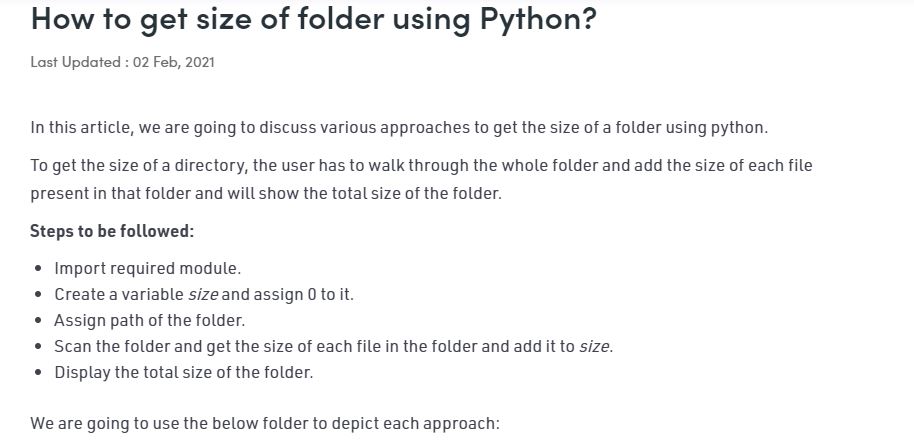 How to get size of folder using Python?
Last Updated : 02 Feb, 2021
In this article, we are going to discuss various approaches to get the size of a folder using python.
To get the size of a directory, the user has to walk through the whole folder and add the size of each file
present in that folder and will show the total size of the folder.
Steps to be followed:
• Import required module.
• Create a variable size and assign 0 to it.
• Assign path of the folder.
• Scan the folder and get the size of each file in the folder and add it to size.
• Display the total size of the folder.
We are going to use the below folder to depict each approach: